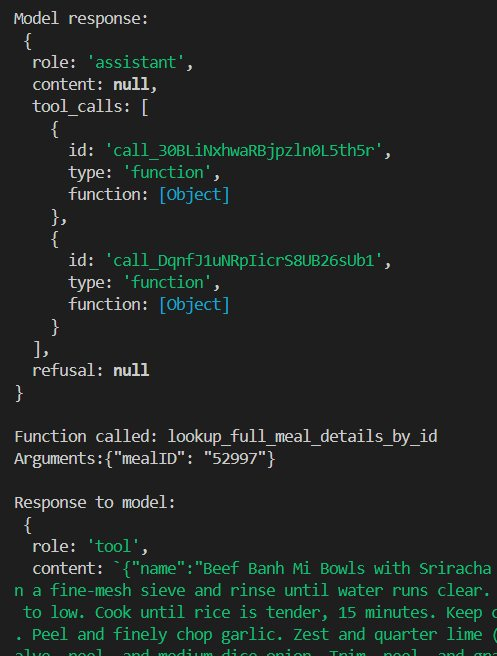 Model response:
{
role: 'assistant',
content: null,
tool_calls: [
{
id: 'call_30BLiNxhwaRBjpzln0L5th5r',
type: 'function',
function: [Object]
},
{
id: 'call_DqnfJ1uNRpIicrS8UB26sUb1',
type: 'function',
function: [Object]
}
],
refusal: null
}
Function called: lookup_full_meal_details_by_id
Arguments:{"mealID": "52997"}
Response to model:
{
role: 'tool',
content: `{"name":"Beef Banh Mi Bowls with Sriracha
n a fine-mesh sieve and rinse until water runs clear.
to low. Cook until rice is tender, 15 minutes. Keep
. Peel and finely chop garlic. Zest and quarter lime (